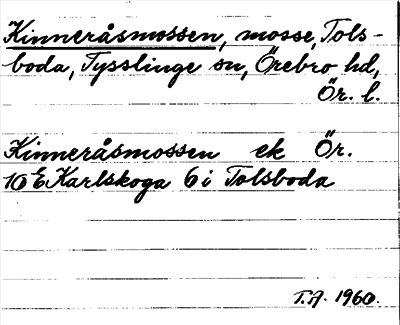 Kinneråsmossen, mosse, Tols-
boda, Tysslinge sn, Örebro hd,
Ör. l.
Kinneråsmossen ek Ör.
10 E Karlskoga 6 i Tolsboda
T.A. 1960.